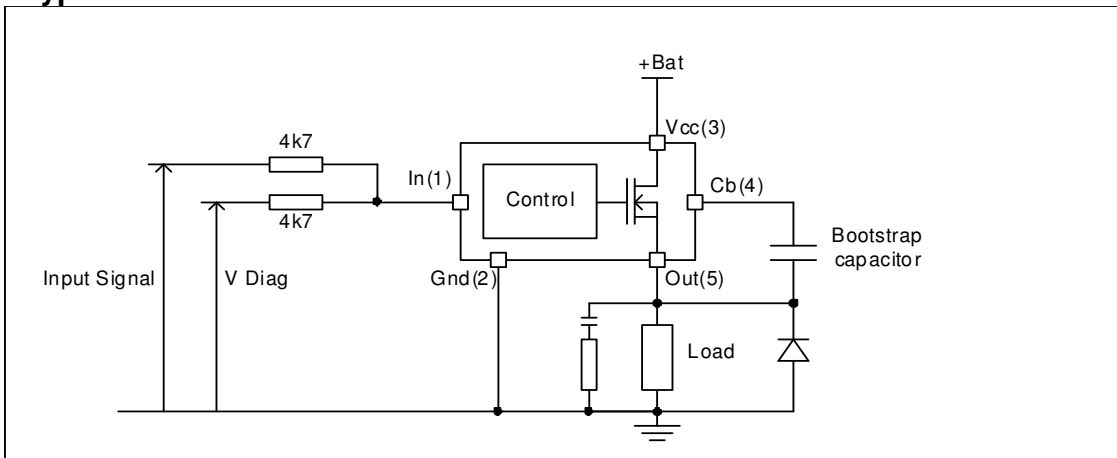 +Bat
Vcc(3)
4k7
In(1)
Control
Cb(4)
4k7
Bootstrap
capacitor
Input Signal
V Diag
Gnd(2)
Out(5)
Load